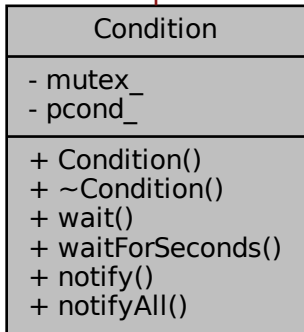 Condition
- mutex_
- pcond_
+ Condition()
+ ~Condition()
+ wait()
+ waitForSeconds()
+ notify()
+ notifyAll()